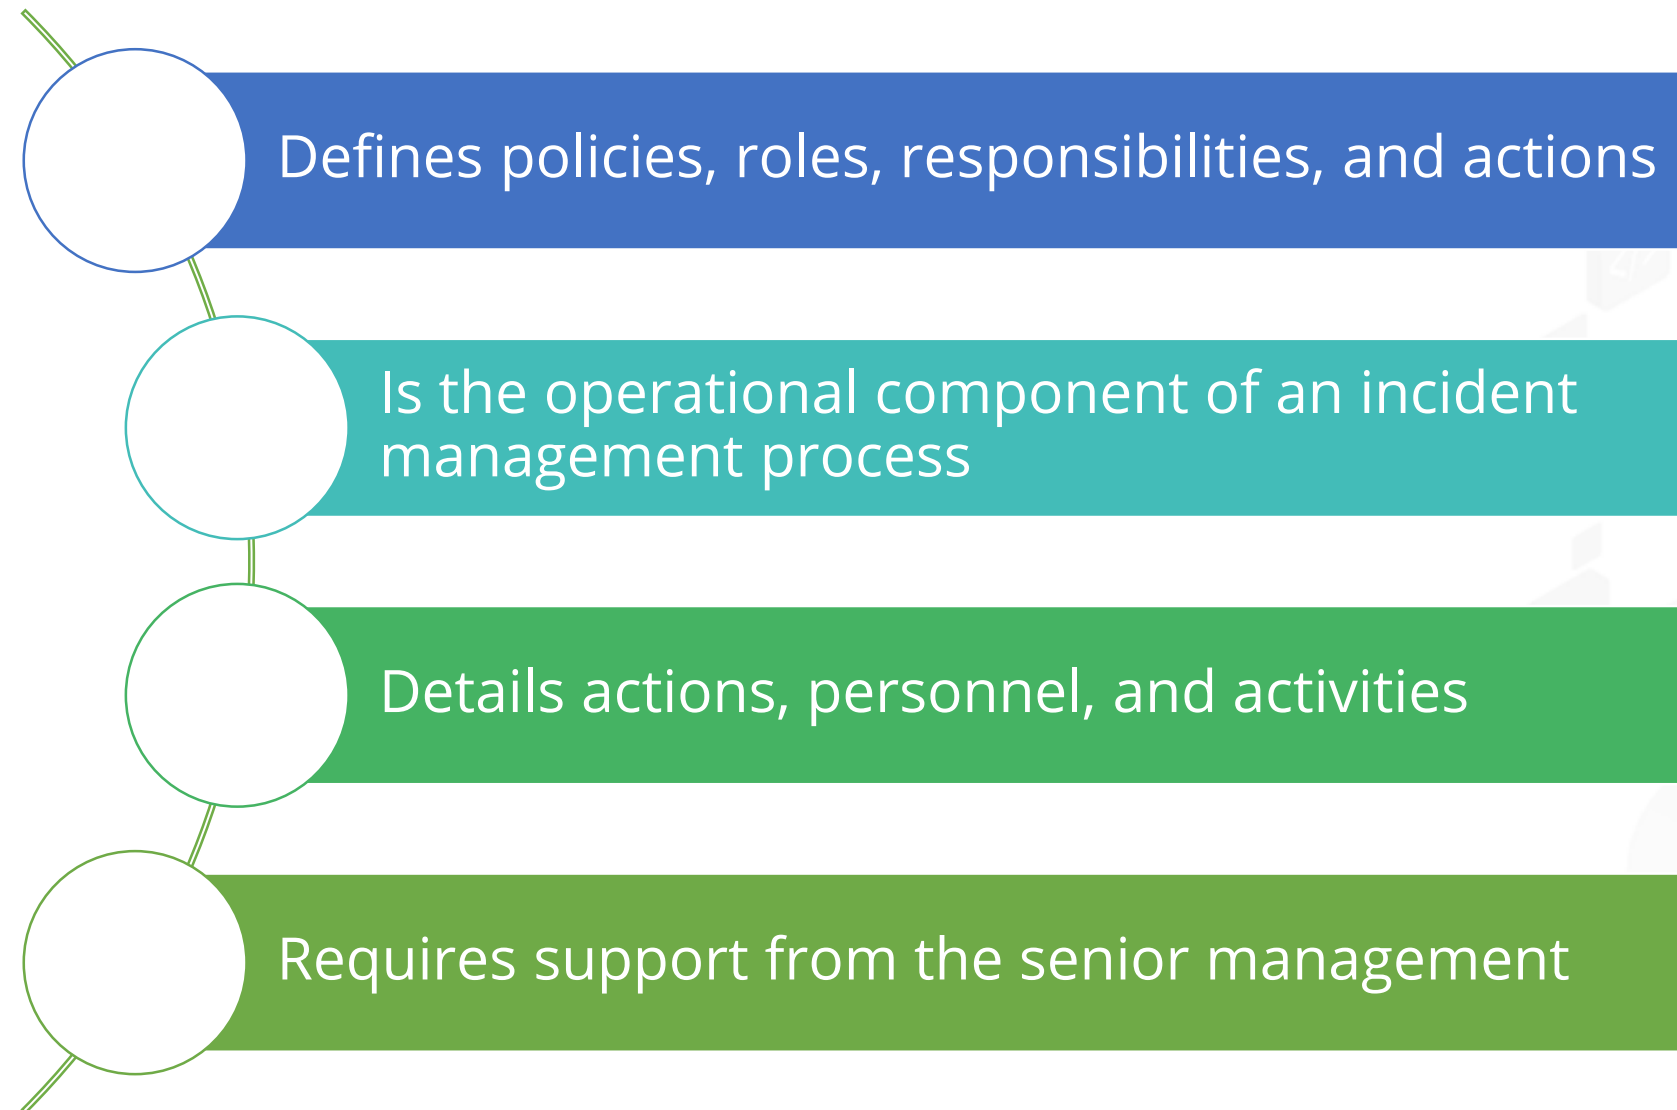 Defines policies, roles, responsibilities, and actions
Is the operational component of an incident
management process
Details actions, personnel, and activities
Requires support from the senior management